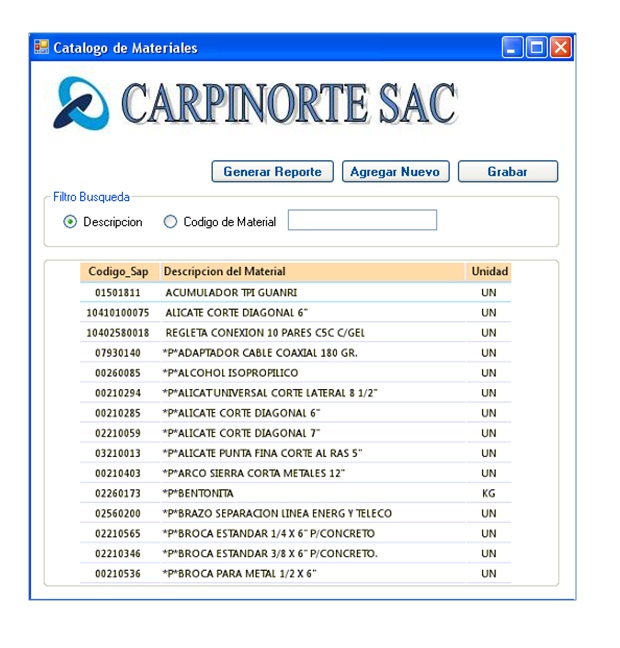 Catalogo de Materiales
CARPINORTE SAC
Generar Reporte Agregar Nuevo Grabar
Filtro Busqueda
Descripcion Codigo de Material
Codigo_Sap Descripcion del Material Unidad
01501811 ACUMULADOR TPI GUANRI UN
10410100075 ALICATE CORTE DIAGONAL 6" UN
10402580018 REGLETA CONEXION 10 PARES C5C C/GEL UN
07930140 *P*ADAPTADOR CABLE COAXIAL 180 GR. UN
00260085 *P*ALCOHOL ISOPROPILICO UN
00210294 *P*ALICAT UNIVERSAL CORTE LATERAL 8 1/2" UN
00210285 *P*ALICATE CORTE DIAGONAL 6" UN
02210059 *P*ALICATE CORTE DIAGONAL 7" UN
03210013 *P*ALICATE PUNTA FINA CORTE AL RAS 5" UN
00210403 *P*ARCO SIERRA CORTA METALES 12" UN
02260173 *P*BENTONITA KG
02560200 *P*BRAZO SEPARACION LINEA ENERG Y TELECO UN
02210565 *P*BROCA ESTANDAR 1/4 X 6" P/CONCRETO UN
02210346 *P*BROCA ESTANDAR 3/8 X 6" P/CONCRETO. UN
00210536 *P*BROCA PARA METAL 1/2 X 6" UN